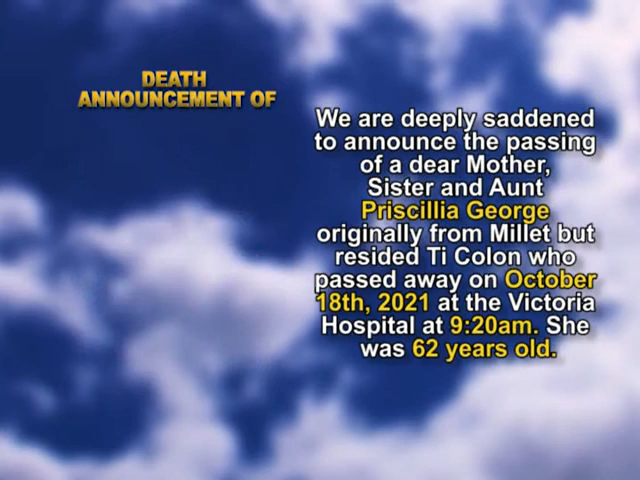 DEATH
ANNOUNCEMENT OF
We are deeply saddened
to announce the passing
of a dear Mother,
Sister and Aunt
Priscillia George
originally from Millet but
resided Ti Colon who
passed away on October
18th, 2021 at the Victoria
Hospital at 9:20am. She
was 62 years old.